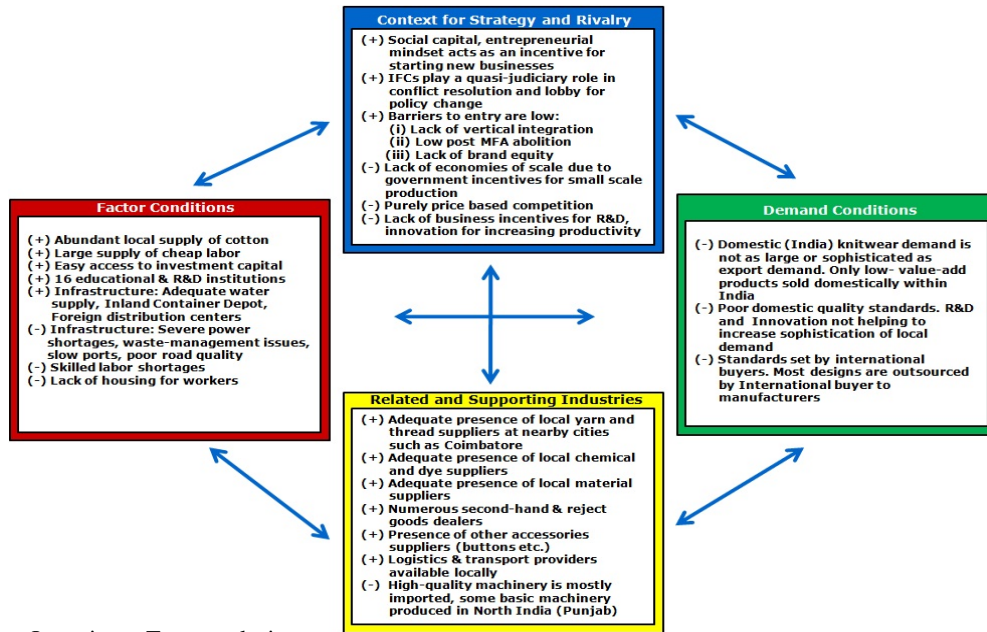 Context for Strategy and Rivalry
(+) Social capital, entrepreneurial
mindset acts as an incentive for
starting new businesses
(+) IFCs play a quasi-judiciary role in
conflict resolution and lobby for
policy change
(+) Barriers to entry are low:
(i) Lack of vertical integration
(ii) Low post MFA abolition
(iii) Lack of brand equity
(-) Lack of economies of scale due to
government incentives for small scale
production
(-) Purely price based competition
(-) Lack of business incentives for R&D,
innovation for increasing productivity
Factor Conditions
(+) Abundant local supply of cotton
(+) Large supply of cheap labor
(+) Easy access to investment capital
(+) 16 educational & R&D institutions
(+) Infrastructure: Adequate water
supply, Inland Container Depot,
Foreign distribution centers
(-) Infrastructure: Severe power
shortages, waste-management issues,
slow ports, poor road quality
(-) Skilled labor shortages
(-) Lack of housing for workers
Demand Conditions
(-) Domestic (India) knitwear demand is
not as large or sophisticated as
export demand. Only low- value-add
products sold domestically within
India
(-) Poor domestic quality standards. R&D
and Innovation not helping to
increase sophistication of local
demand
(-) Standards set by international
buyers. Most designs are outsourced
by International buyer to
manufacturers
Related and Supporting Industries
(+) Adequate presence of local yarn and
thread suppliers at nearby cities
such as Coimbatore
(+) Adequate presence of local chemical
and dye suppliers
(+) Adequate presence of local material
suppliers
(+) Numerous second-hand & reject
goods dealers
(+) Presence of other accessories
suppliers (buttons etc.)
(+) Logistics & transport providers
available locally
(-) High-quality machinery is mostly
imported, some basic machinery
produced in North India (Punjab)